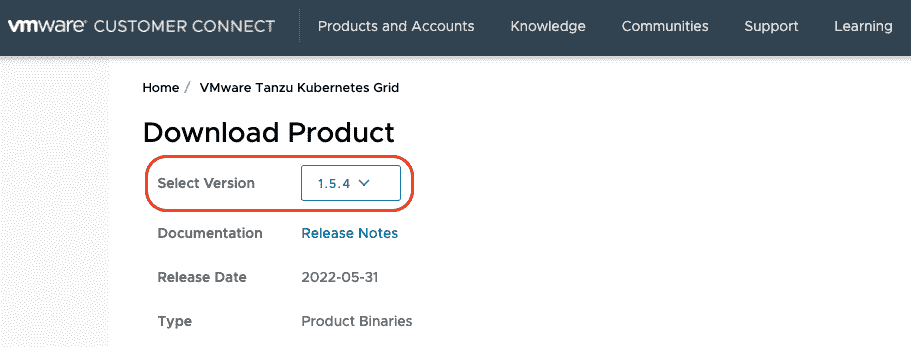 vmware® CUSTOMER CONNECT Products and Accounts Knowledge Communities Support Learning
Home / VMware Tanzu Kubernetes Grid
Download Product
Select Version 1.5.4
Documentation Release Notes
Release Date 2022-05-31
Type Product Binaries